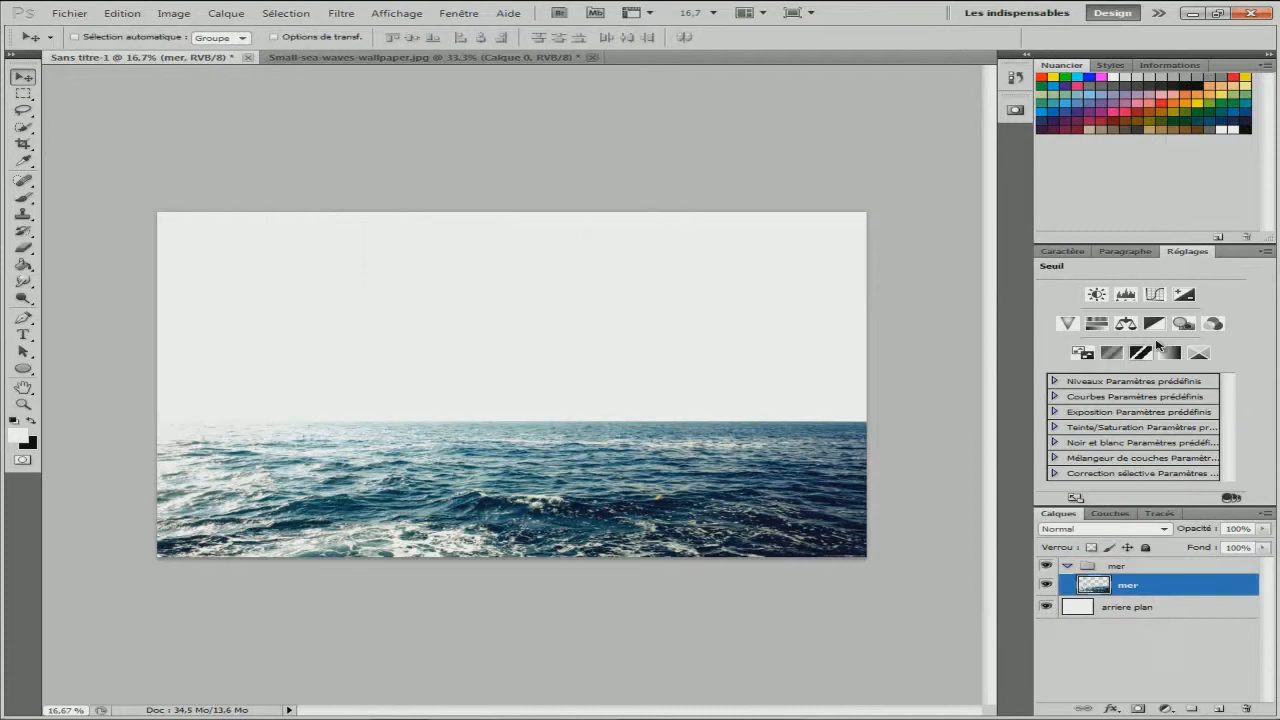 Ps Fichier Edition Image Calque Sélection Filtre Affichage Fenêtre Aide Br Mb 16,7 Les indispensables Design
Sélection automatique : Groupe Options de transf.
Sans titre-1 @ 16,7% (mer, RVB/8) * Small-sea-waves-wallpaper.jpg @ 33,3% (Calque 0, RVB/8) *
Nuancier Styles Informations
Caractère Paragraphe Réglages
Seuil
Niveaux Paramètres prédéfinis
Courbes Paramètres prédéfinis
Exposition Paramètres prédéfinis
Teinte/Saturation Paramètres pr...
Noir et blanc Paramètres prédéfi...
Mélangeur de couches Paramètr...
Correction sélective Paramètres ...
Calques Couches Tracés
Normal Opacité : 100%
Verrou : Fond : 100%
mer
mer
arriere plan
16,67 % Doc : 34,5 Mo/13,6 Mo